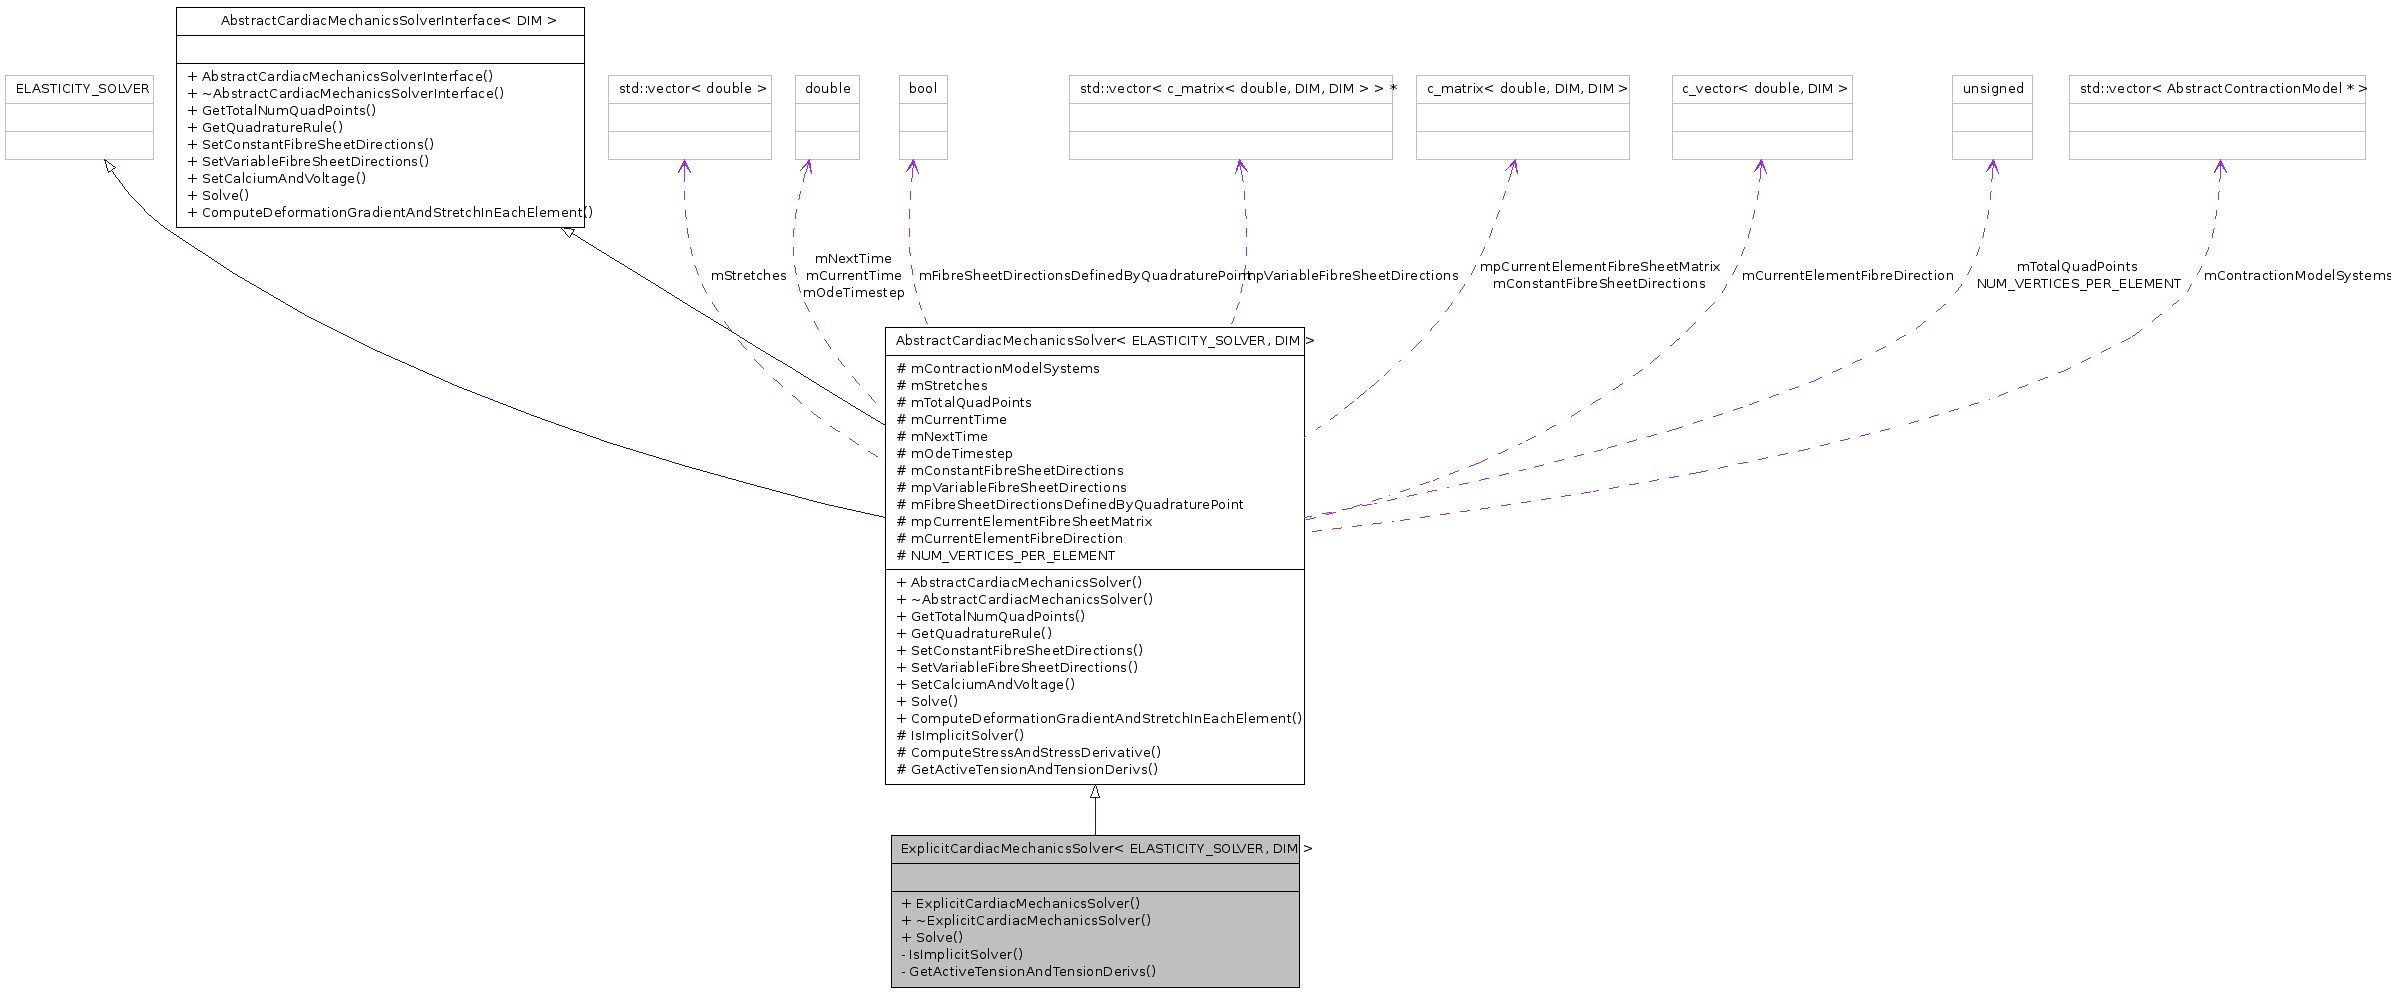 AbstractCardiacMechanicsSolverInterface< DIM >
+ AbstractCardiacMechanicsSolverInterface()
+ ~AbstractCardiacMechanicsSolverInterface()
+ GetTotalNumQuadPoints()
+ GetQuadratureRule()
+ SetConstantFibreSheetDirections()
+ SetVariableFibreSheetDirections()
+ SetCalciumAndVoltage()
+ Solve()
+ ComputeDeformationGradientAndStretchInEachElement()
ELASTICITY_SOLVER
std::vector< double >
double
bool
std::vector< c_matrix< double, DIM, DIM > > *
c_matrix< double, DIM, DIM >
c_vector< double, DIM >
unsigned
std::vector< AbstractContractionModel * >
mStretches
mNextTime
mCurrentTime
mOdeTimestep
mFibreSheetDirectionsDefinedByQuadraturePoint
mpVariableFibreSheetDirections
mpCurrentElementFibreSheetMatrix
mConstantFibreSheetDirections
mCurrentElementFibreDirection
mTotalQuadPoints
NUM_VERTICES_PER_ELEMENT
mContractionModelSystems
AbstractCardiacMechanicsSolver< ELASTICITY_SOLVER, DIM >
# mContractionModelSystems
# mStretches
# mTotalQuadPoints
# mCurrentTime
# mNextTime
# mOdeTimestep
# mConstantFibreSheetDirections
# mpVariableFibreSheetDirections
# mFibreSheetDirectionsDefinedByQuadraturePoint
# mpCurrentElementFibreSheetMatrix
# mCurrentElementFibreDirection
# NUM_VERTICES_PER_ELEMENT
+ AbstractCardiacMechanicsSolver()
+ ~AbstractCardiacMechanicsSolver()
+ GetTotalNumQuadPoints()
+ GetQuadratureRule()
+ SetConstantFibreSheetDirections()
+ SetVariableFibreSheetDirections()
+ SetCalciumAndVoltage()
+ Solve()
+ ComputeDeformationGradientAndStretchInEachElement()
# IsImplicitSolver()
# ComputeStressAndStressDerivative()
# GetActiveTensionAndTensionDerivs()
ExplicitCardiacMechanicsSolver< ELASTICITY_SOLVER, DIM >
+ ExplicitCardiacMechanicsSolver()
+ ~ExplicitCardiacMechanicsSolver()
+ Solve()
- IsImplicitSolver()
- GetActiveTensionAndTensionDerivs()